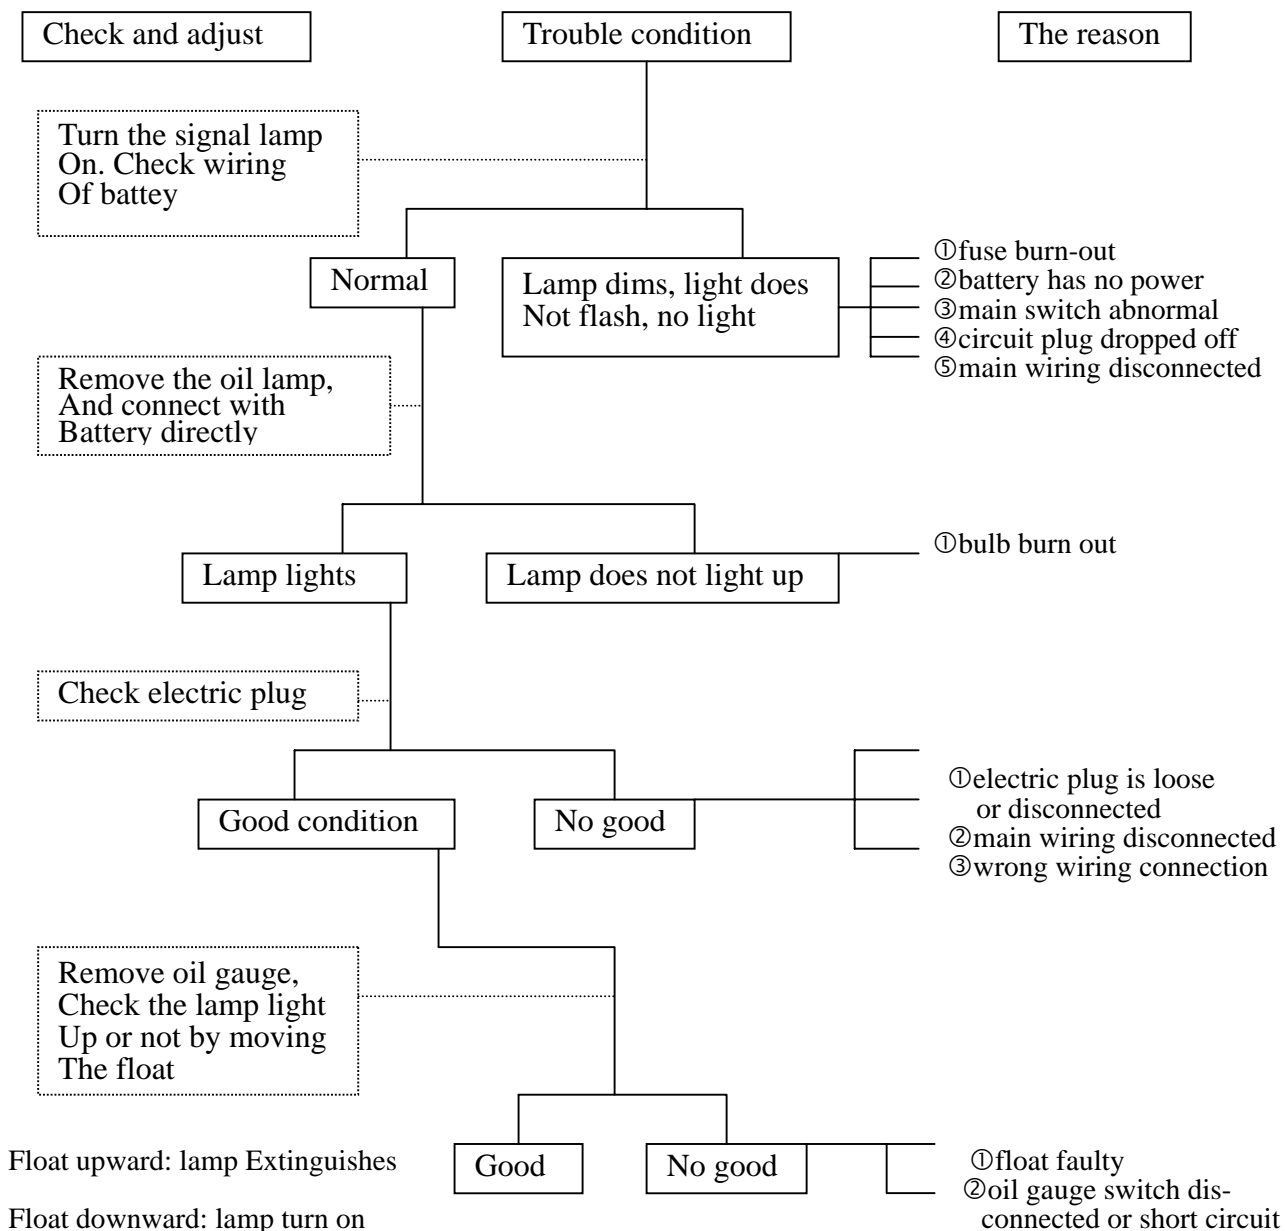 Check and adjust
Trouble condition
The reason
Turn the signal lamp
On. Check wiring
Of battey
Normal
Lamp dims, light does
Not flash, no light
①fuse burn-out
②battery has no power
③main switch abnormal
④circuit plug dropped off
⑤main wiring disconnected
Remove the oil lamp,
And connect with
Battery directly
Lamp lights
Lamp does not light up
①bulb burn out
Check electric plug
Good condition
No good
①electric plug is loose
or disconnected
②main wiring disconnected
③wrong wiring connection
Remove oil gauge,
Check the lamp light
Up or not by moving
The float
Float upward: lamp Extinguishes
Float downward: lamp turn on
Good
No good
①float faulty
②oil gauge switch dis-
connected or short circuit